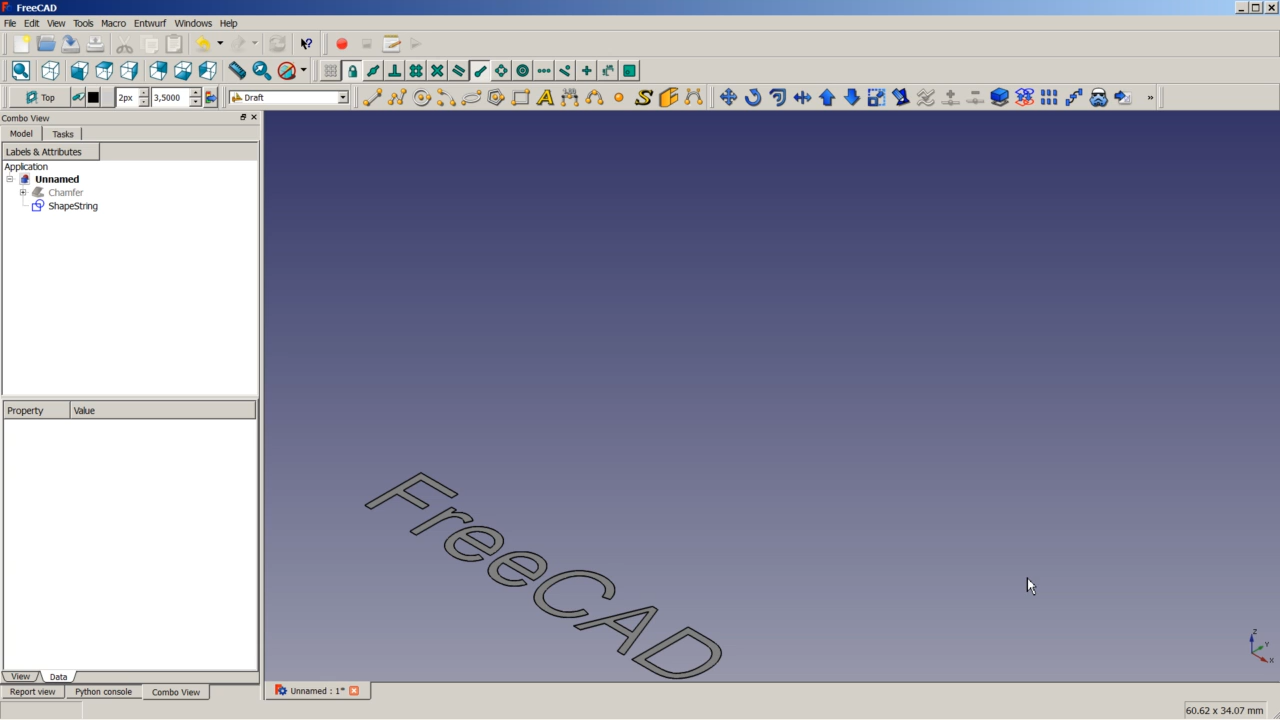 FreeCAD
File Edit View Tools Macro Entwurf Windows Help
Top 2px 3,5000 Draft »
Combo View
Model Tasks
Labels & Attributes
Application
Unnamed
Chamfer
ShapeString
Property Value
FreeCAD
View Data
Report view Python console Combo View
Unnamed : 1*
Z
Y
X
60.62 x 34.07 mm